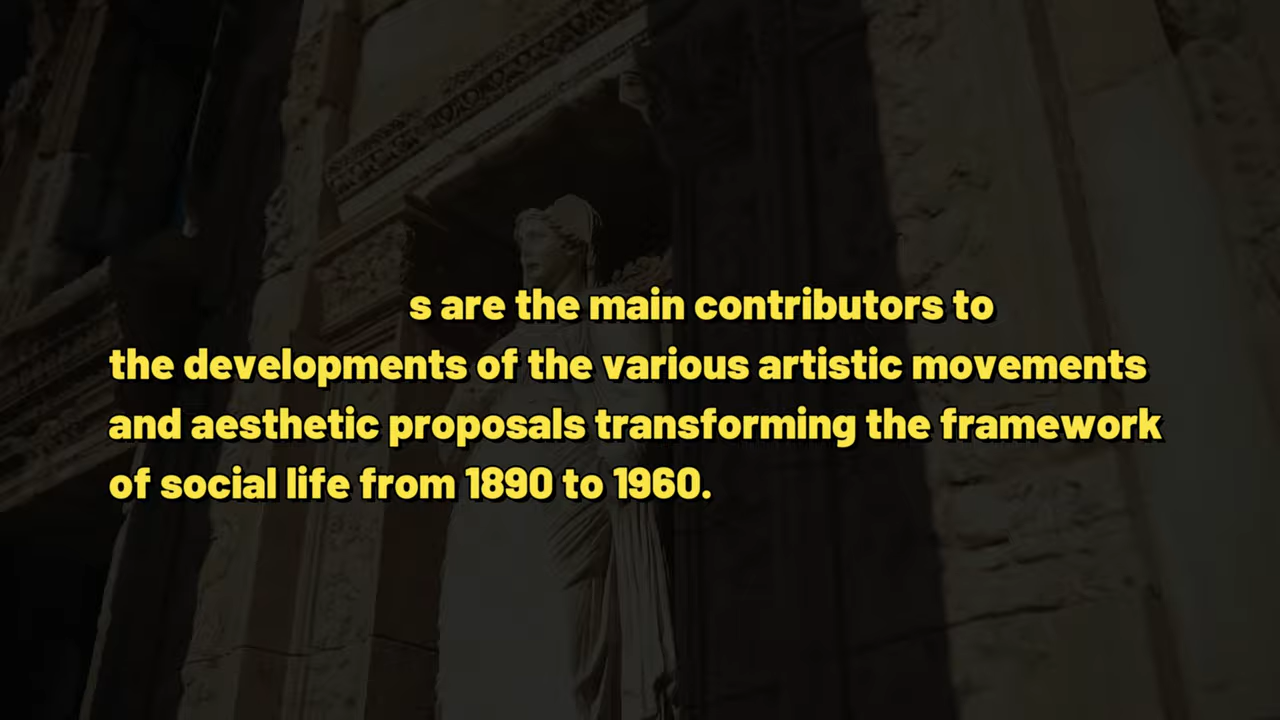 s are the main contributors to
the developments of the various artistic movements
and aesthetic proposals transforming the framework
of social life from 1890 to 1960.